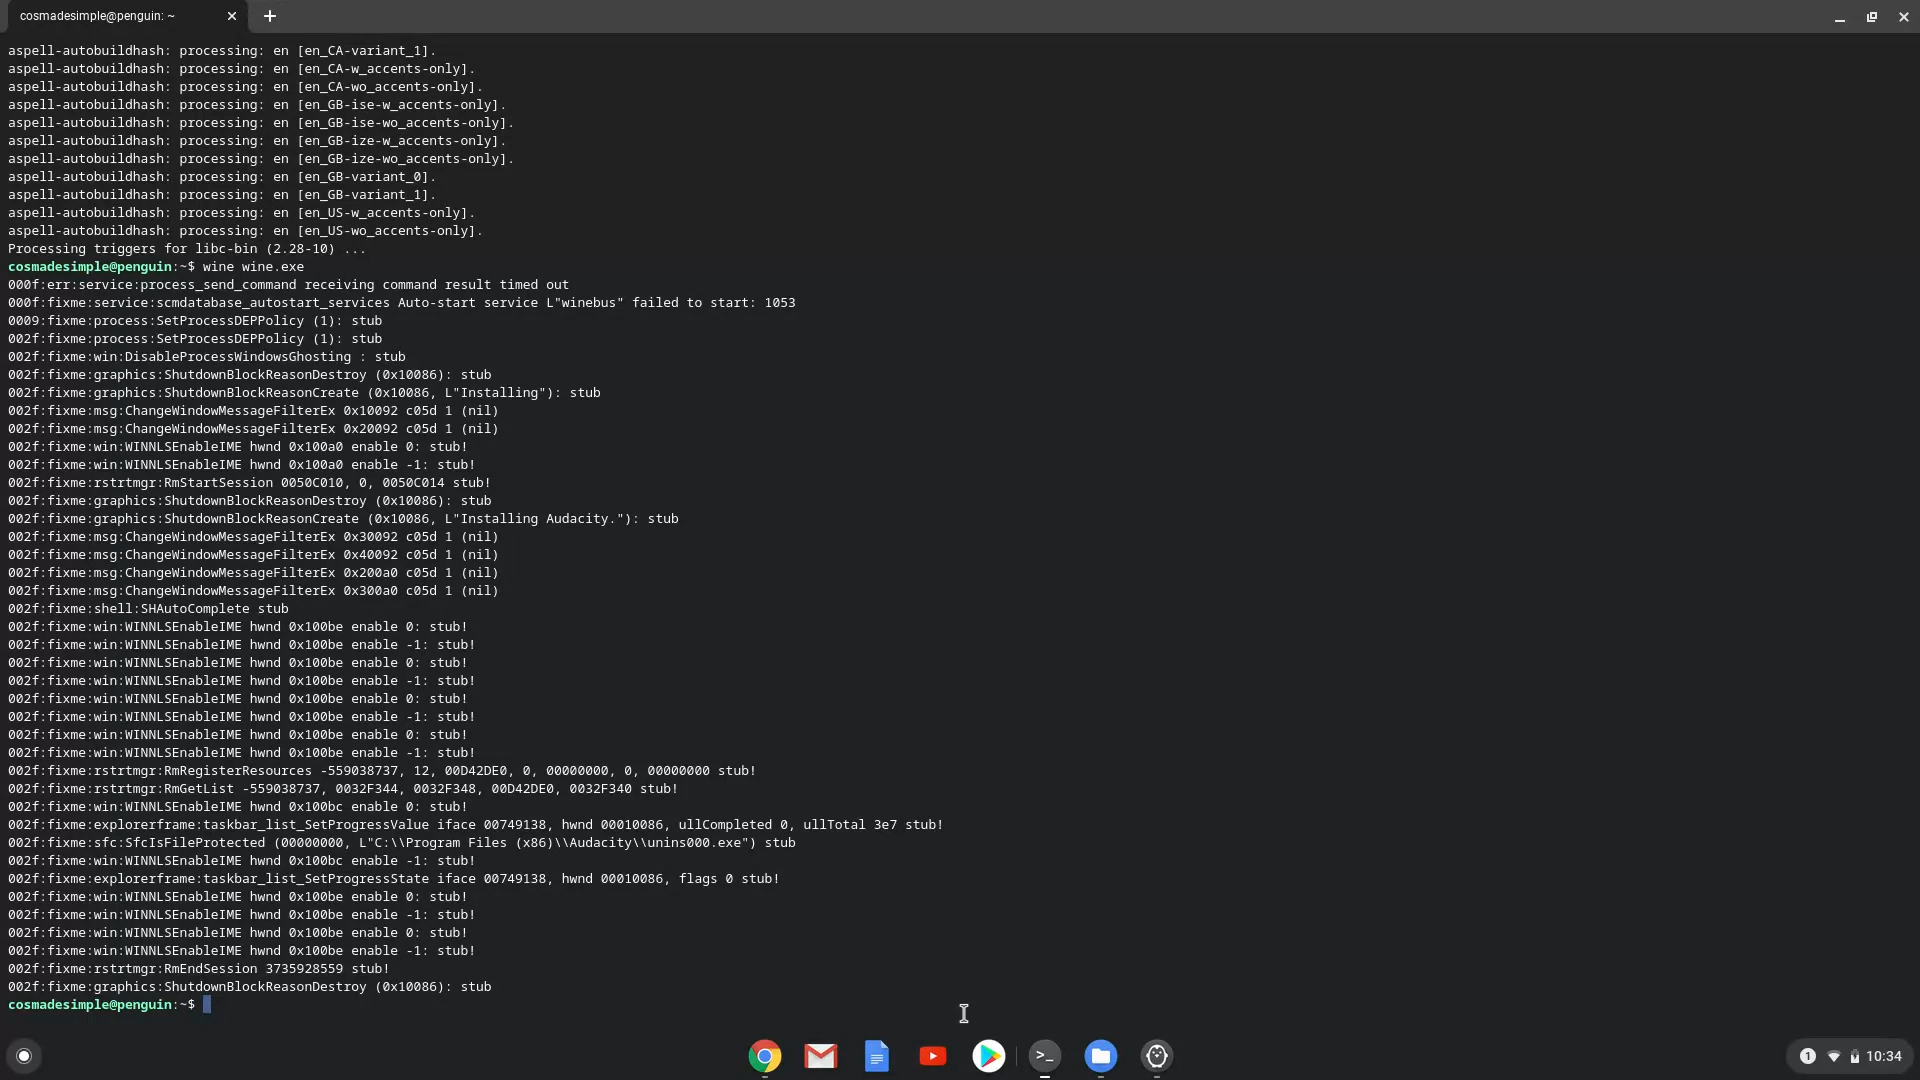 cosmadesimple@penguin: ~
aspell-autobuildhash: processing: en [en_CA-variant_1].
aspell-autobuildhash: processing: en [en_CA-w_accents-only].
aspell-autobuildhash: processing: en [en_CA-wo_accents-only].
aspell-autobuildhash: processing: en [en_GB-ise-w_accents-only].
aspell-autobuildhash: processing: en [en_GB-ise-wo_accents-only].
aspell-autobuildhash: processing: en [en_GB-ize-w_accents-only].
aspell-autobuildhash: processing: en [en_GB-ize-wo_accents-only].
aspell-autobuildhash: processing: en [en_GB-variant_0].
aspell-autobuildhash: processing: en [en_GB-variant_1].
aspell-autobuildhash: processing: en [en_US-w_accents-only].
aspell-autobuildhash: processing: en [en_US-wo_accents-only].
Processing triggers for libc-bin (2.28-10) ...
cosmadesimple@penguin:~$ wine wine.exe
000f:err:service:process_send_command receiving command result timed out
000f:fixme:service:scmdatabase_autostart_services Auto-start service L"winebus" failed to start: 1053
0009:fixme:process:SetProcessDEPPolicy (1): stub
002f:fixme:process:SetProcessDEPPolicy (1): stub
002f:fixme:win:DisableProcessWindowsGhosting : stub
002f:fixme:graphics:ShutdownBlockReasonDestroy (0x10086): stub
002f:fixme:graphics:ShutdownBlockReasonCreate (0x10086, L"Installing"): stub
002f:fixme:msg:ChangeWindowMessageFilterEx 0x10092 c05d 1 (nil)
002f:fixme:msg:ChangeWindowMessageFilterEx 0x20092 c05d 1 (nil)
002f:fixme:win:WINNLSEnableIME hwnd 0x100a0 enable 0: stub!
002f:fixme:win:WINNLSEnableIME hwnd 0x100a0 enable -1: stub!
002f:fixme:rstrtmgr:RmStartSession 0050C010, 0, 0050C014 stub!
002f:fixme:graphics:ShutdownBlockReasonDestroy (0x10086): stub
002f:fixme:graphics:ShutdownBlockReasonCreate (0x10086, L"Installing Audacity."): stub
002f:fixme:msg:ChangeWindowMessageFilterEx 0x30092 c05d 1 (nil)
002f:fixme:msg:ChangeWindowMessageFilterEx 0x40092 c05d 1 (nil)
002f:fixme:msg:ChangeWindowMessageFilterEx 0x200a0 c05d 1 (nil)
002f:fixme:msg:ChangeWindowMessageFilterEx 0x300a0 c05d 1 (nil)
002f:fixme:shell:SHAutoComplete stub
002f:fixme:win:WINNLSEnableIME hwnd 0x100be enable 0: stub!
002f:fixme:win:WINNLSEnableIME hwnd 0x100be enable -1: stub!
002f:fixme:win:WINNLSEnableIME hwnd 0x100be enable 0: stub!
002f:fixme:win:WINNLSEnableIME hwnd 0x100be enable -1: stub!
002f:fixme:win:WINNLSEnableIME hwnd 0x100be enable 0: stub!
002f:fixme:win:WINNLSEnableIME hwnd 0x100be enable -1: stub!
002f:fixme:win:WINNLSEnableIME hwnd 0x100be enable 0: stub!
002f:fixme:win:WINNLSEnableIME hwnd 0x100be enable -1: stub!
002f:fixme:rstrtmgr:RmRegisterResources -559038737, 12, 00D42DE0, 0, 00000000, 0, 00000000 stub!
002f:fixme:rstrtmgr:RmGetList -559038737, 0032F344, 0032F348, 00D42DE0, 0032F340 stub!
002f:fixme:win:WINNLSEnableIME hwnd 0x100bc enable 0: stub!
002f:fixme:explorerframe:taskbar_list_SetProgressValue iface 00749138, hwnd 00010086, ullCompleted 0, ullTotal 3e7 stub!
002f:fixme:sfc:SfcIsFileProtected (00000000, L"C:\\Program Files (x86)\\Audacity\\unins000.exe") stub
002f:fixme:win:WINNLSEnableIME hwnd 0x100bc enable -1: stub!
002f:fixme:explorerframe:taskbar_list_SetProgressState iface 00749138, hwnd 00010086, flags 0 stub!
002f:fixme:win:WINNLSEnableIME hwnd 0x100be enable 0: stub!
002f:fixme:win:WINNLSEnableIME hwnd 0x100be enable -1: stub!
002f:fixme:win:WINNLSEnableIME hwnd 0x100be enable 0: stub!
002f:fixme:win:WINNLSEnableIME hwnd 0x100be enable -1: stub!
002f:fixme:rstrtmgr:RmEndSession 3735928559 stub!
002f:fixme:graphics:ShutdownBlockReasonDestroy (0x10086): stub
cosmadesimple@penguin:~$
1 10:34